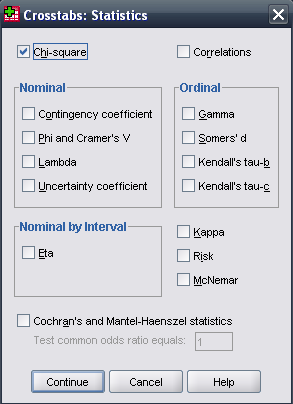 Crosstabs: Statistics
Chi-square
Correlations
Nominal
Contingency coefficient
Phi and Cramer's V
Lambda
Uncertainty coefficient
Ordinal
Gamma
Somers' d
Kendall's tau-b
Kendall's tau-c
Nominal by Interval
Eta
Kappa
Risk
McNemar
Cochran's and Mantel-Haenszel statistics
Test common odds ratio equals: 1
Continue Cancel Help